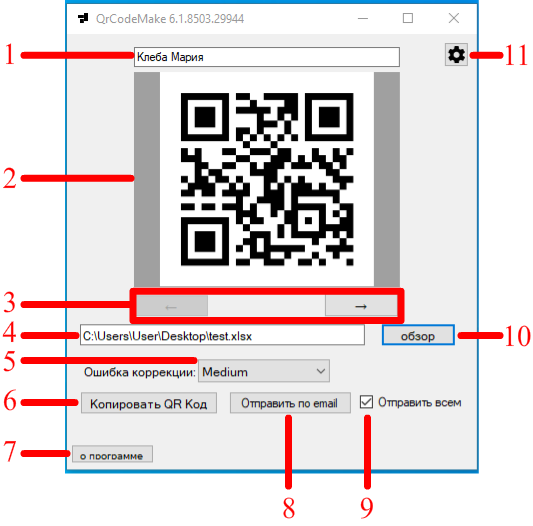 QrCodeMake 6.1.8503.29944
1
Клеба Мария
11
2
3
← →
4
C:\Users\User\Desktop\test.xlsx
обзор
10
5
Ошибка коррекции: Medium
6
Копировать QR Код
Отправить по email
Отправить всем
7
о программе
8
9